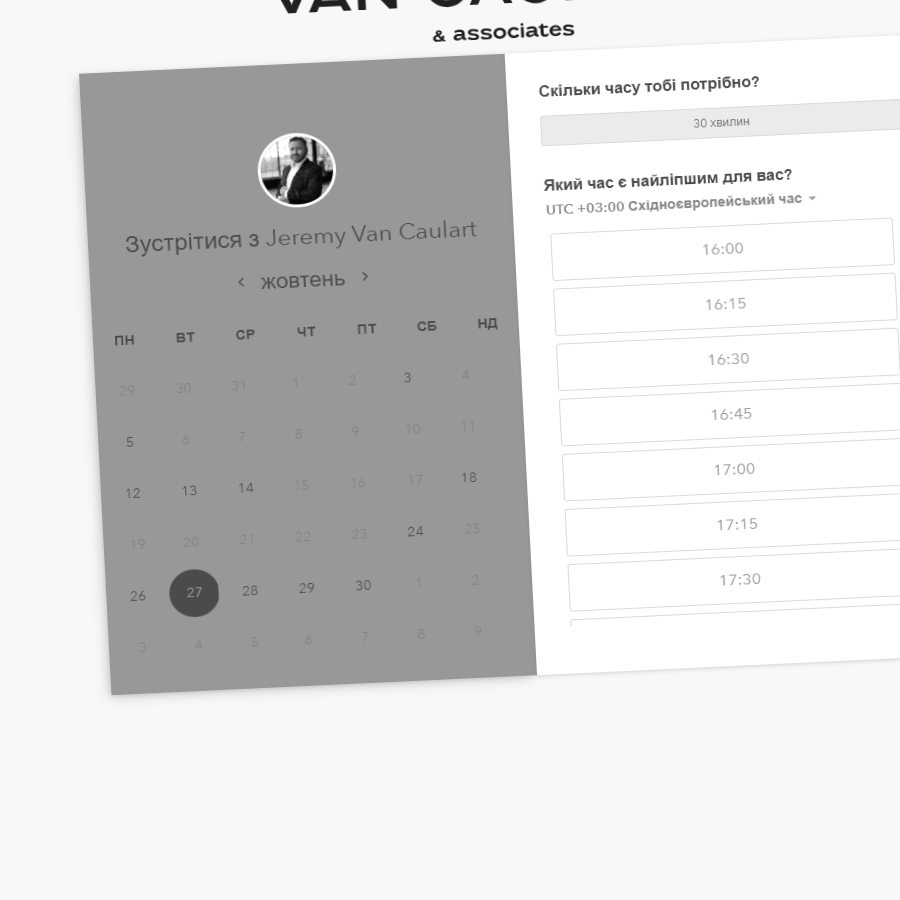 & associates
Зустрітися з Jeremy Van Caulart
‹ жовтень ›
ПН ВТ СР ЧТ ПТ СБ НД
29 30 31 1 2 3 4
5 6 7 8 9 10 11
12 13 14 15 16 17 18
19 20 21 22 23 24 25
26 27 28 29 30 1 2
3 4 5 6 7 8 9
Скільки часу тобі потрібно?
30 хвилин
Який час є найліпшим для вас?
UTC +03:00 Східноєвропейський час
16:00
16:15
16:30
16:45
17:00
17:15
17:30